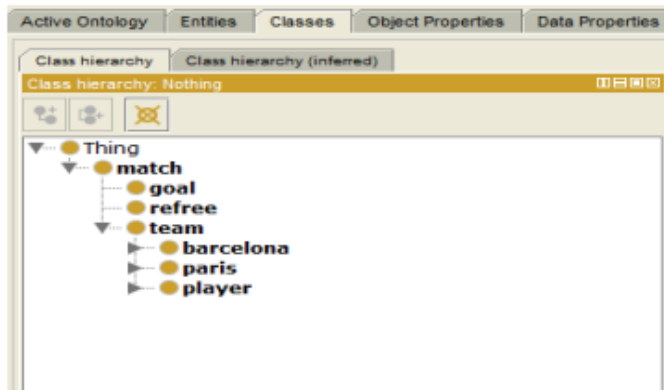 Active Ontology Entities Classes Object Properties Data Properties
Class hierarchy Class hierarchy (inferred)
Class hierarchy: Nothing
Thing
match
goal
refree
team
barcelona
paris
player